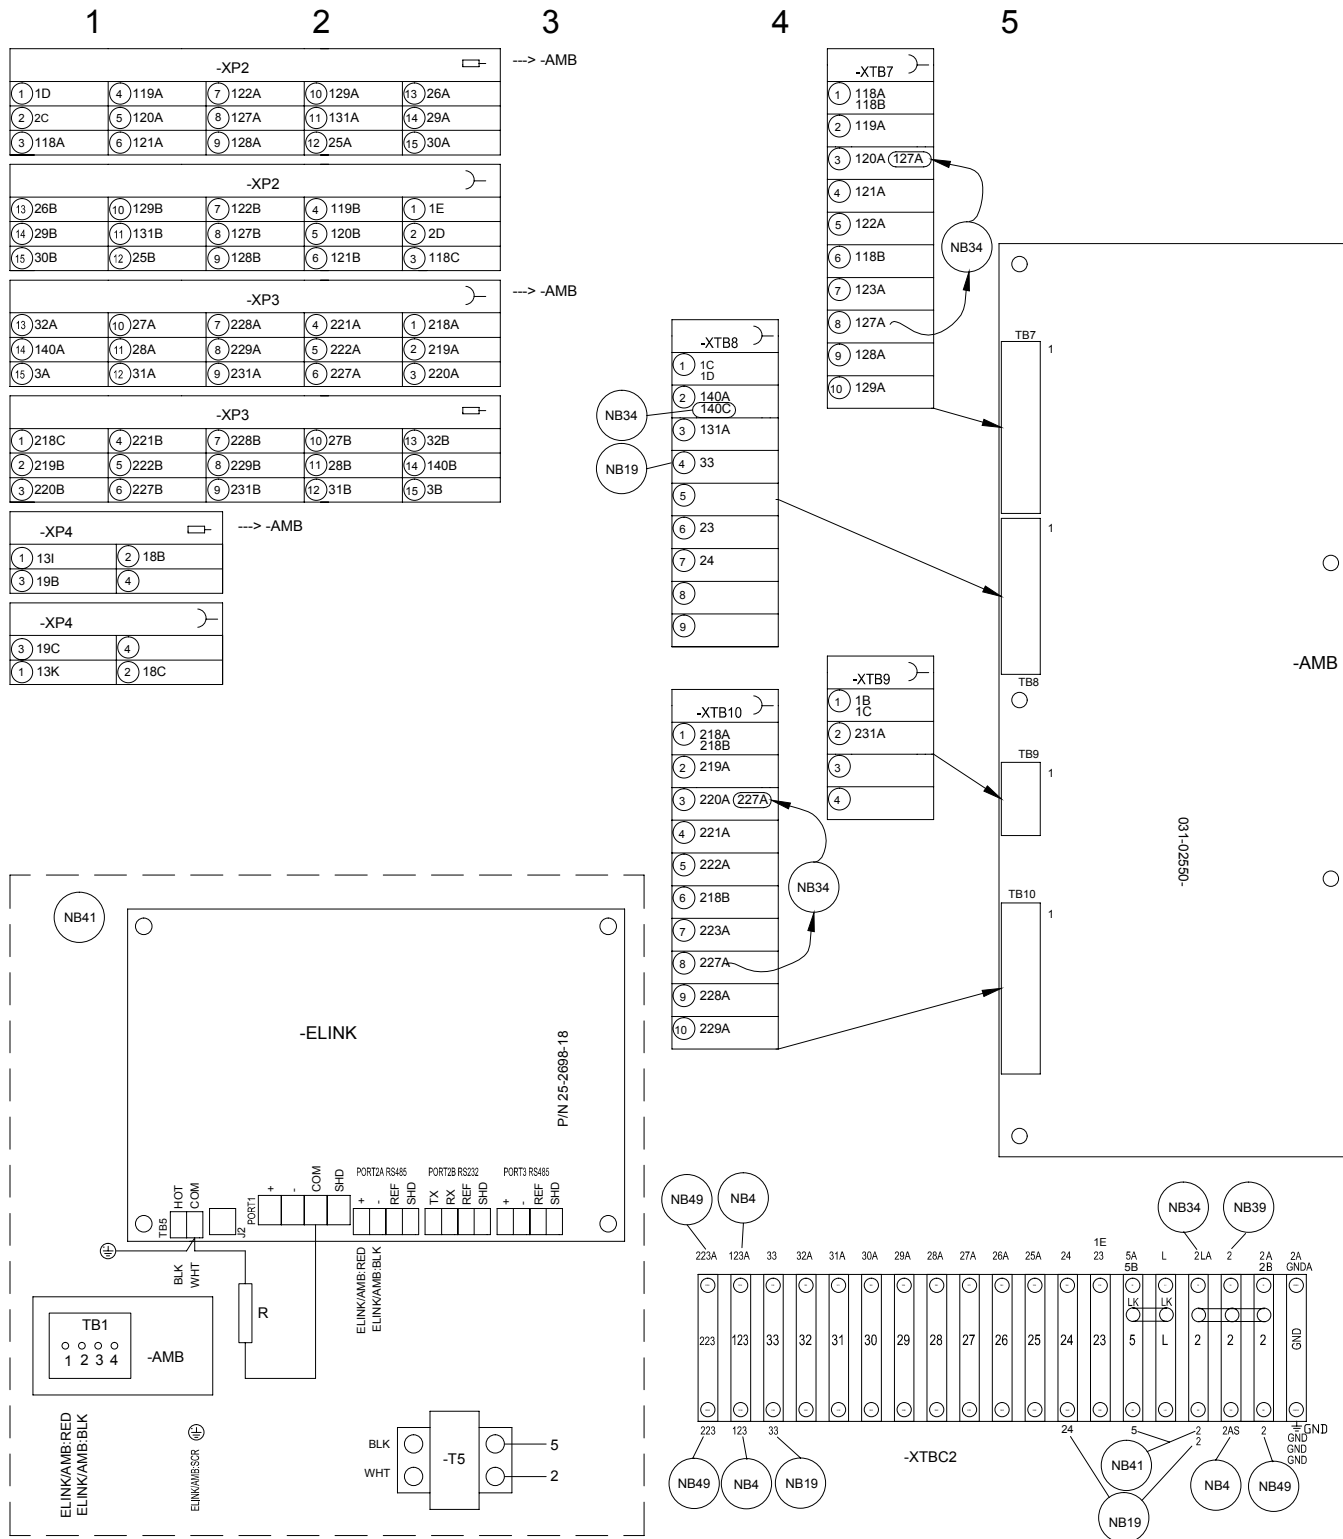 1 2 3 4 5
-XP2 ---> -AMB
1 1D 4 119A 7 122A 10 129A 13 26A
2 2C 5 120A 8 127A 11 131A 14 29A
3 118A 6 121A 9 128A 12 25A 15 30A
-XP2
13 26B 10 129B 7 122B 4 119B 1 1E
14 29B 11 131B 8 127B 5 120B 2 2D
15 30B 12 25B 9 128B 6 121B 3 118C
-XP3 ---> -AMB
13 32A 10 27A 7 228A 4 221A 1 218A
14 140A 11 28A 8 229A 5 222A 2 219A
15 3A 12 31A 9 231A 6 227A 3 220A
-XP3
1 218C 4 221B 7 228B 10 27B 13 32B
2 219B 5 222B 8 229B 11 28B 14 140B
3 220B 6 227B 9 231B 12 31B 15 3B
-XP4 ---> -AMB
1 13I 2 18B
3 19B 4
-XP4
3 19C 4
1 13K 2 18C
-XTB7
1 118A
118B
2 119A
3 120A 127A
4 121A
5 122A
6 118B
7 123A
8 127A
9 128A
10 129A
NB34
-XTB8
1 1C
1D
2 140A
140C
3 131A
4 33
5
6 23
7 24
8
9
NB34
NB19
-XTB9
1 1B
1C
2 231A
3
4
-XTB10
1 218A
218B
2 219A
3 220A 227A
4 221A
5 222A
6 218B
7 223A
8 227A
9 228A
10 229A
NB34
TB7 1
1
TB8
TB9 1
TB10 1
-AMB
031-02550-
NB41
-ELINK
P/N 25-2698-18
TB5 HOT COM
J2
PORT1 + - COM SHD
PORT2A RS485 PORT2B RS232 PORT3 RS485
+ - REF SHD TX RX REF SHD + - REF SHD
BLK WHT
R
ELINK/AMB:RED
ELINK/AMB:BLK
TB1
1 2 3 4
-AMB
ELINK/AMB:RED
ELINK/AMB:BLK
ELINK/AMB:SCR
BLK
WHT
-T5
5
2
NB49 NB4 NB34 NB39
1E 5A 2A 2A
223A 123A 33 32A 31A 30A 29A 28A 27A 26A 25A 24 23 5B L 2LA 2 2B GNDA
LK LK
223 123 33 32 31 30 29 28 27 26 25 24 23 5 L 2 2 2 GND
223 123 33 24 5 2 2AS 2 GND
2
GND
GND
GND
-XTBC2
NB49 NB4 NB19 NB41 NB4 NB49
NB19